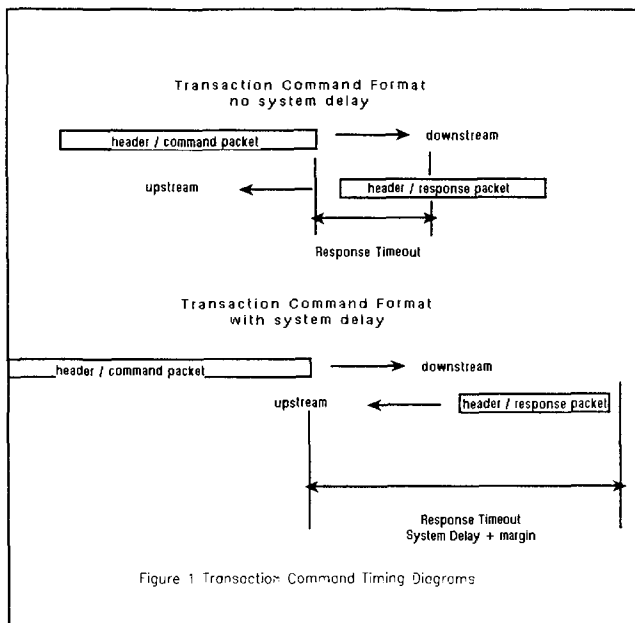 Transaction Command Format
no system delay
header / command packet
downstream
upstream
header / response packet
Response Timeout
Transaction Command Format
with system delay
header / command packet
downstream
upstream
header / response packet
Response Timeout
System Delay + margin
Figure 1 Transaction Command Timing Diagrams